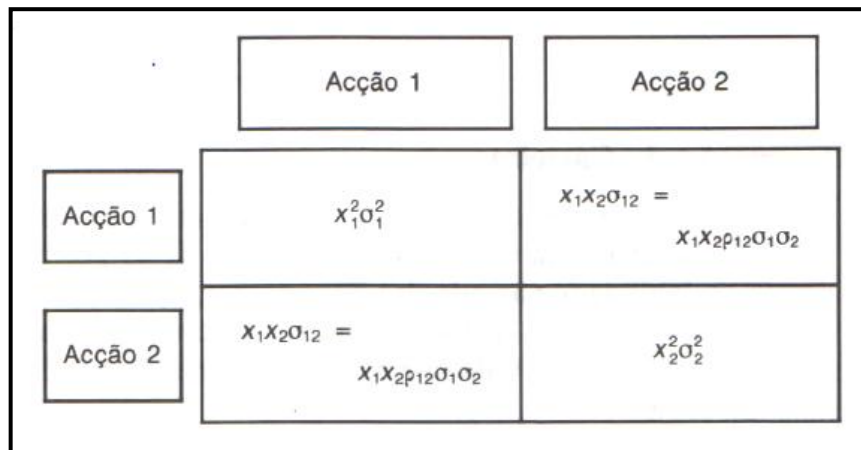 Acção 1
Acção 2
Acção 1
x₁²σ₁²
x₁x₂σ₁₂ =
x₁x₂ρ₁₂σ₁σ₂
Acção 2
x₁x₂σ₁₂ =
x₁x₂ρ₁₂σ₁σ₂
x₂²σ₂²